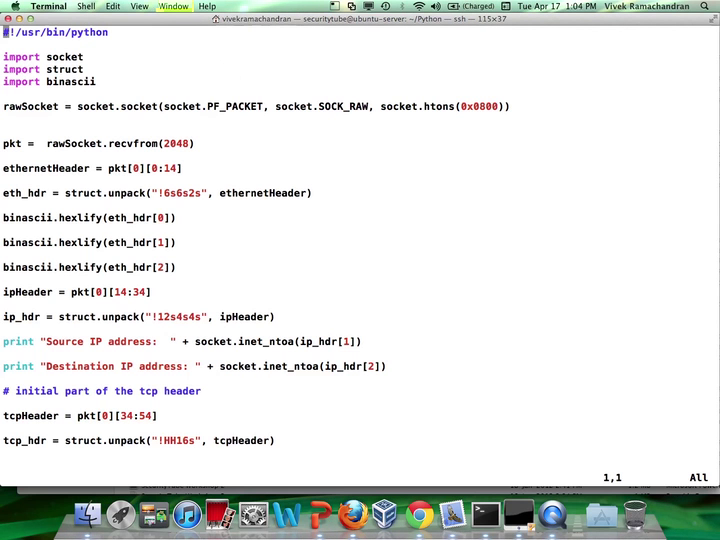 Terminal Shell Edit View Window Help (Charged) Tue Apr 17 1:04 PM Vivek Ramachandran
vivekramachandran — securitytube@ubuntu-server: ~/Python — ssh — 115×37
#!/usr/bin/python
import socket
import struct
import binascii
rawSocket = socket.socket(socket.PF_PACKET, socket.SOCK_RAW, socket.htons(0x0800))
pkt =  rawSocket.recvfrom(2048)
ethernetHeader = pkt[0][0:14]
eth_hdr = struct.unpack("!6s6s2s", ethernetHeader)
binascii.hexlify(eth_hdr[0])
binascii.hexlify(eth_hdr[1])
binascii.hexlify(eth_hdr[2])
ipHeader = pkt[0][14:34]
ip_hdr = struct.unpack("!12s4s4s", ipHeader)
print "Source IP address:  " + socket.inet_ntoa(ip_hdr[1])
print "Destination IP address: " + socket.inet_ntoa(ip_hdr[2])
# initial part of the tcp header
tcpHeader = pkt[0][34:54]
tcp_hdr = struct.unpack("!HH16s", tcpHeader)
1,1 All